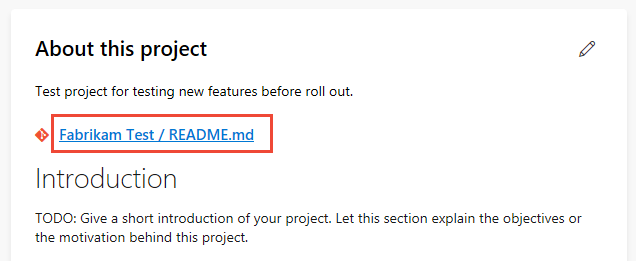 About this project
Test project for testing new features before roll out.
Fabrikam Test / README.md
Introduction
TODO: Give a short introduction of your project. Let this section explain the objectives or
the motivation behind this project.